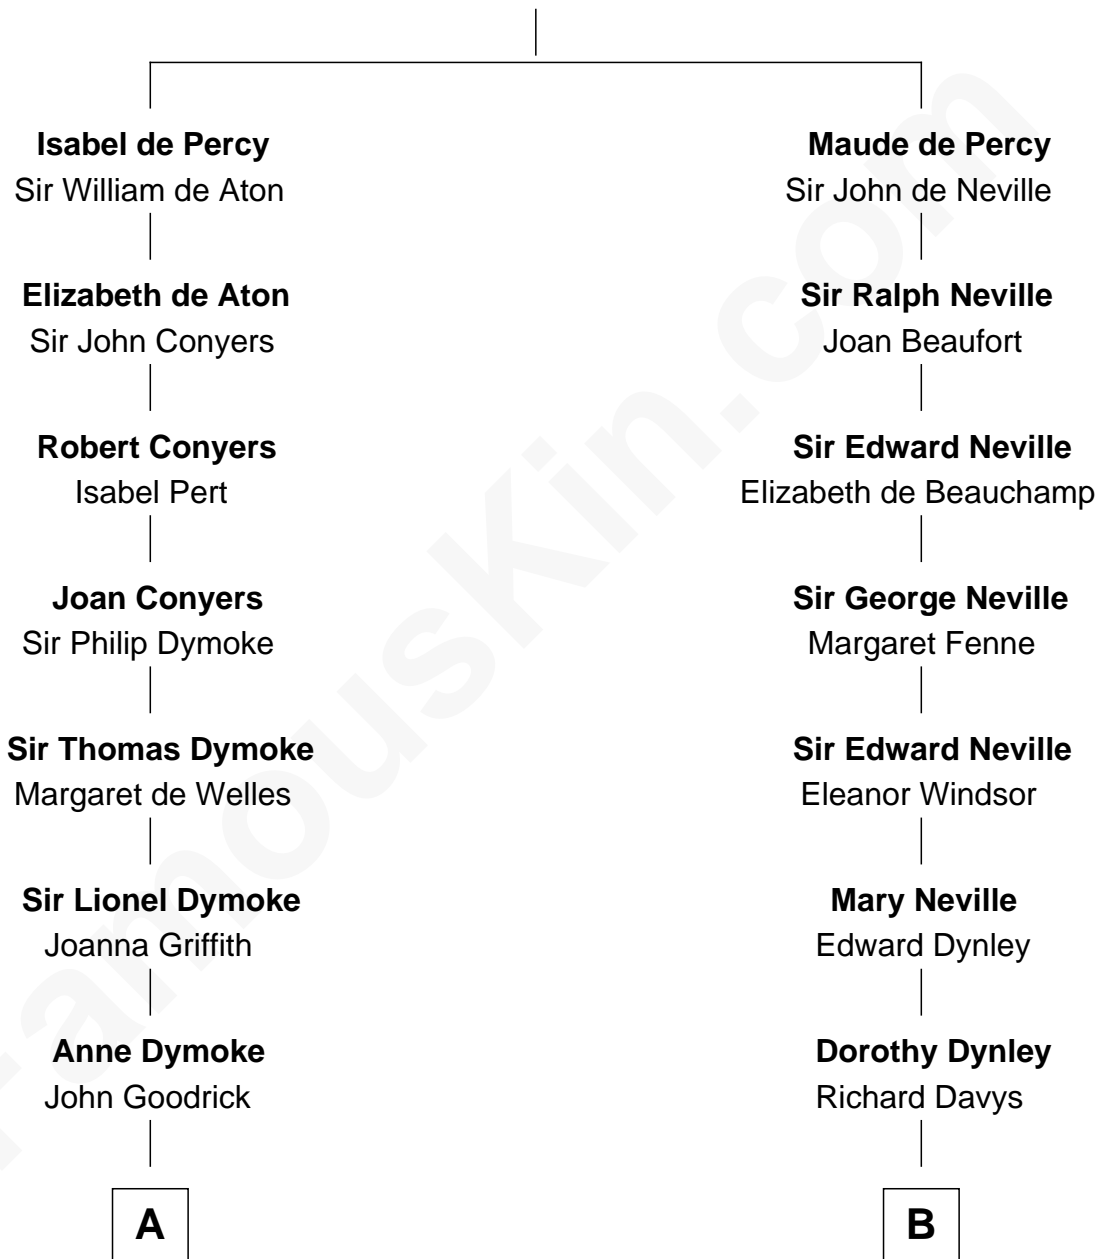 Isabel de Percy
Sir William de Aton
Elizabeth de Aton
Sir John Conyers
Robert Conyers
Isabel Pert
Joan Conyers
Sir Philip Dymoke
Sir Thomas Dymoke
Margaret de Welles
Sir Lionel Dymoke
Joanna Griffith
Anne Dymoke
John Goodrick
A
Maude de Percy
Sir John de Neville
Sir Ralph Neville
Joan Beaufort
Sir Edward Neville
Elizabeth de Beauchamp
Sir George Neville
Margaret Fenne
Sir Edward Neville
Eleanor Windsor
Mary Neville
Edward Dynley
Dorothy Dynley
Richard Davys
B
FamousKin.com